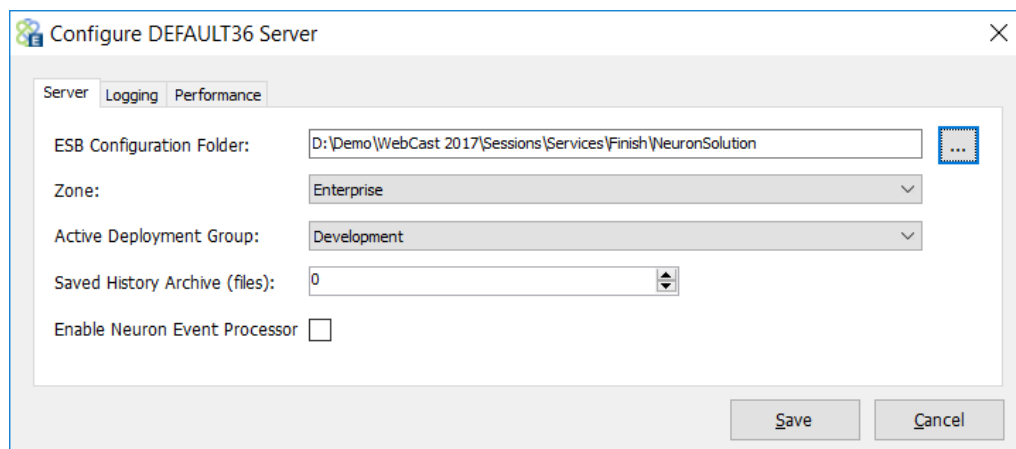 Configure DEFAULT36 Server
Server Logging Performance
ESB Configuration Folder: D:\Demo\WebCast 2017\Sessions\Services\Finish\NeuronSolution ...
Zone: Enterprise
Active Deployment Group: Development
Saved History Archive (files): 0
Enable Neuron Event Processor
Save Cancel